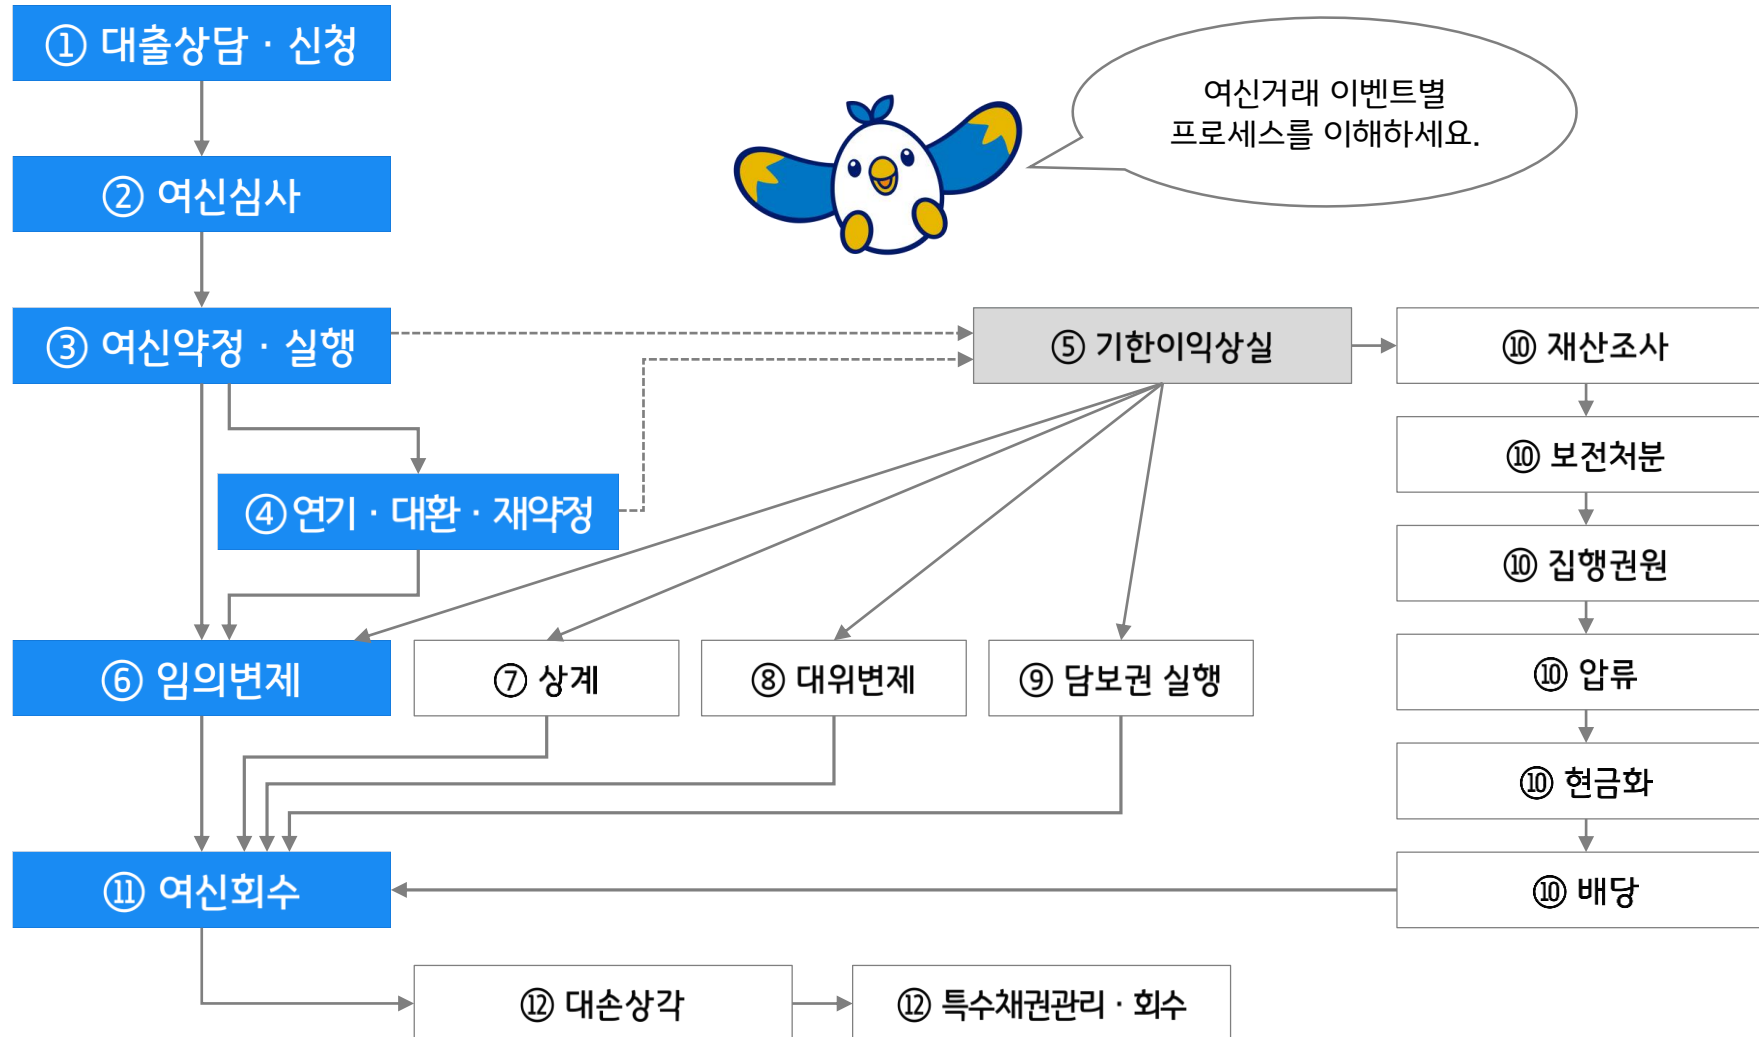 ① 대출상담 · 신청
여신거래 이벤트별
프로세스를 이해하세요.
② 여신심사
③ 여신약정 · 실행
⑤ 기한이익상실
⑩ 재산조사
⑩ 보전처분
④ 연기 · 대환 · 재약정
⑩ 집행권원
⑥ 임의변제
⑦ 상계
⑧ 대위변제
⑨ 담보권 실행
⑩ 압류
⑩ 현금화
⑪ 여신회수
⑩ 배당
⑫ 대손상각
⑫ 특수채권관리 · 회수